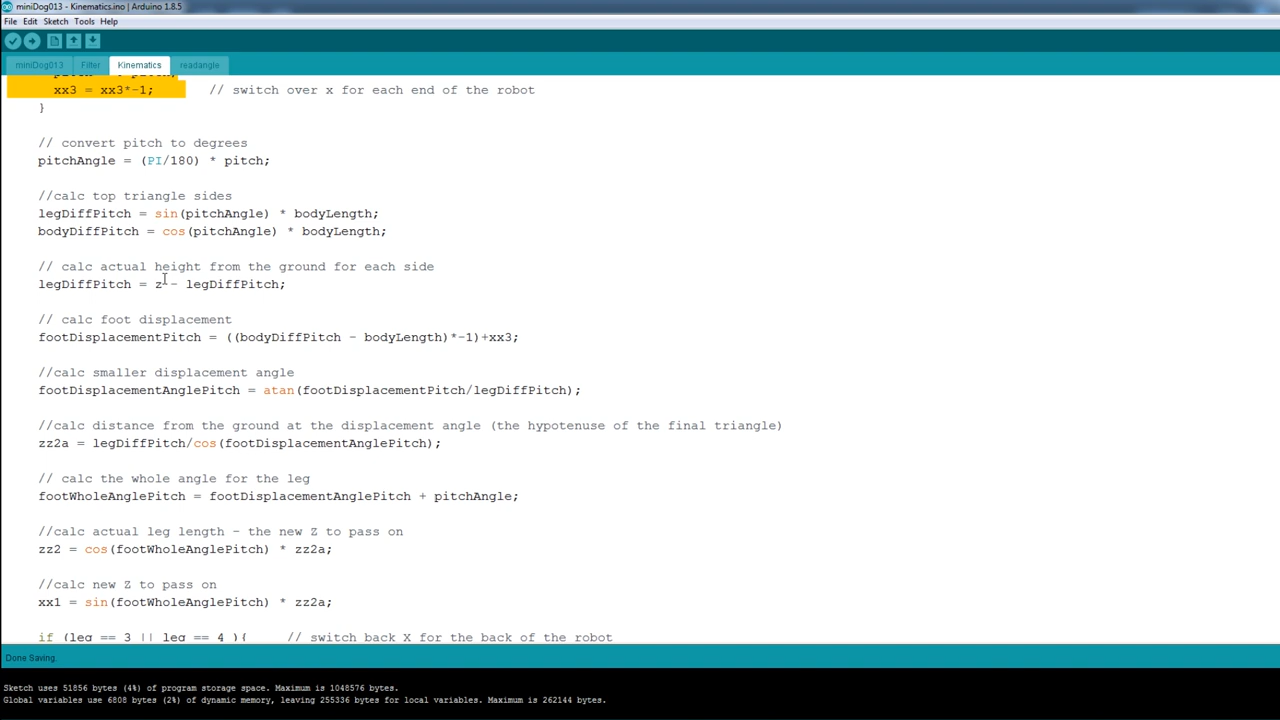 miniDog013 - Kinematics.ino | Arduino 1.8.5
File Edit Sketch Tools Help
miniDog013 Filter Kinematics readangle
xx3 = xx3*-1; // switch over x for each end of the robot
}
// convert pitch to degrees
pitchAngle = (PI/180) * pitch;
//calc top triangle sides
legDiffPitch = sin(pitchAngle) * bodyLength;
bodyDiffPitch = cos(pitchAngle) * bodyLength;
// calc actual height from the ground for each side
legDiffPitch = z - legDiffPitch;
// calc foot displacement
footDisplacementPitch = ((bodyDiffPitch - bodyLength)*-1)+xx3;
//calc smaller displacement angle
footDisplacementAnglePitch = atan(footDisplacementPitch/legDiffPitch);
//calc distance from the ground at the displacement angle (the hypotenuse of the final triangle)
zz2a = legDiffPitch/cos(footDisplacementAnglePitch);
// calc the whole angle for the leg
footWholeAnglePitch = footDisplacementAnglePitch + pitchAngle;
//calc actual leg length - the new Z to pass on
zz2 = cos(footWholeAnglePitch) * zz2a;
//calc new Z to pass on
xx1 = sin(footWholeAnglePitch) * zz2a;
if (leg == 3 || leg == 4 ){ // switch back X for the back of the robot
Done Saving.
Sketch uses 51856 bytes (4%) of program storage space. Maximum is 1048576 bytes.
Global variables use 6808 bytes (2%) of dynamic memory, leaving 255336 bytes for local variables. Maximum is 262144 bytes.